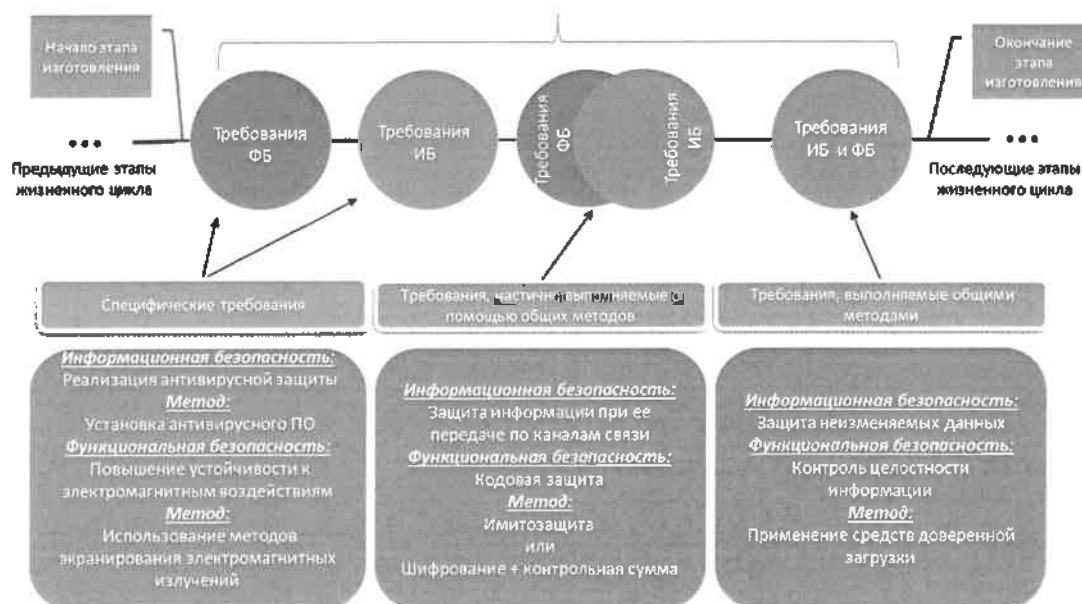 Начало этапа
изготовления
Окончание
этапа
изготовления
•••
Предыдущие этапы
жизненного цикла
Требования
ФБ
Требования
ИБ
Требования
ФБ
Требования
ИБ
Требования
ИБ и ФБ
•••
Последующие этапы
жизненного цикла
Специфические требования
Требования, частично выполняемые с
помощью общих методов
Требования, выполняемые общими
методами
Информационная безопасность:
Реализация антивирусной защиты
Метод:
Установка антивирусного ПО
Функциональная безопасность:
Повышение устойчивости к
электромагнитным воздействиям
Метод:
Использование методов
экранирования электромагнитных
излучений
Информационная безопасность:
Защита информации при ее
передаче по каналам связи
Функциональная безопасность:
Кодовая защита
Метод:
Имитозащита
или
Шифрование + контрольная сумма
Информационная безопасность:
Защита неизменяемых данных
Функциональная безопасность:
Контроль целостности
информации
Метод:
Применение средств доверенной
загрузки